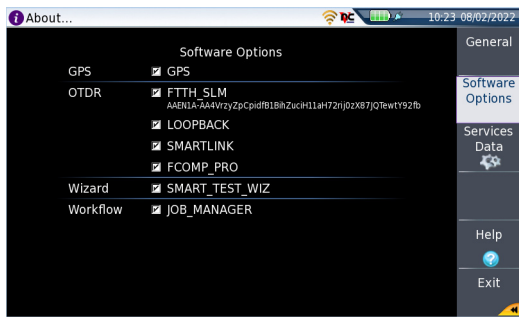 About...
10:23 08/02/2022
Software Options
GPS
GPS
OTDR
FTTH_SLM
AAEN1A-AA4VrzyZpCpidfB1BihZuciH11aH72rij0zX87JQTewtY92fb
LOOPBACK
SMARTLINK
FCOMP_PRO
Wizard
SMART_TEST_WIZ
Workflow
JOB_MANAGER
General
Software
Options
Services
Data
Help
Exit